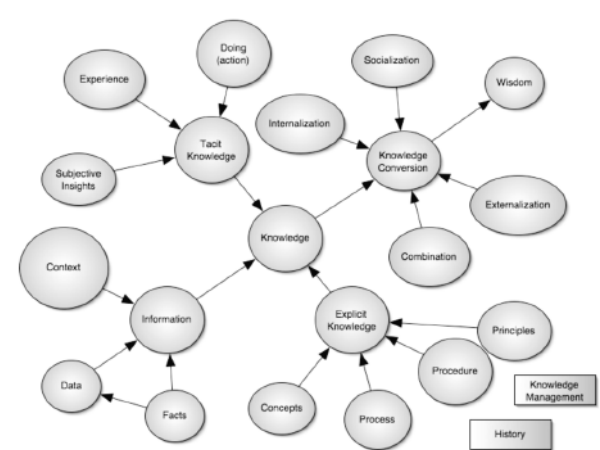 Doing
(action)
Experience
Socialization
Wisdom
Internalization
Tacit
Knowledge
Knowledge
Conversion
Subjective
Insights
Externalization
Knowledge
Combination
Context
Information
Explicit
Knowledge
Principles
Procedure
Data
Knowledge
Management
Concepts
Facts
Process
History